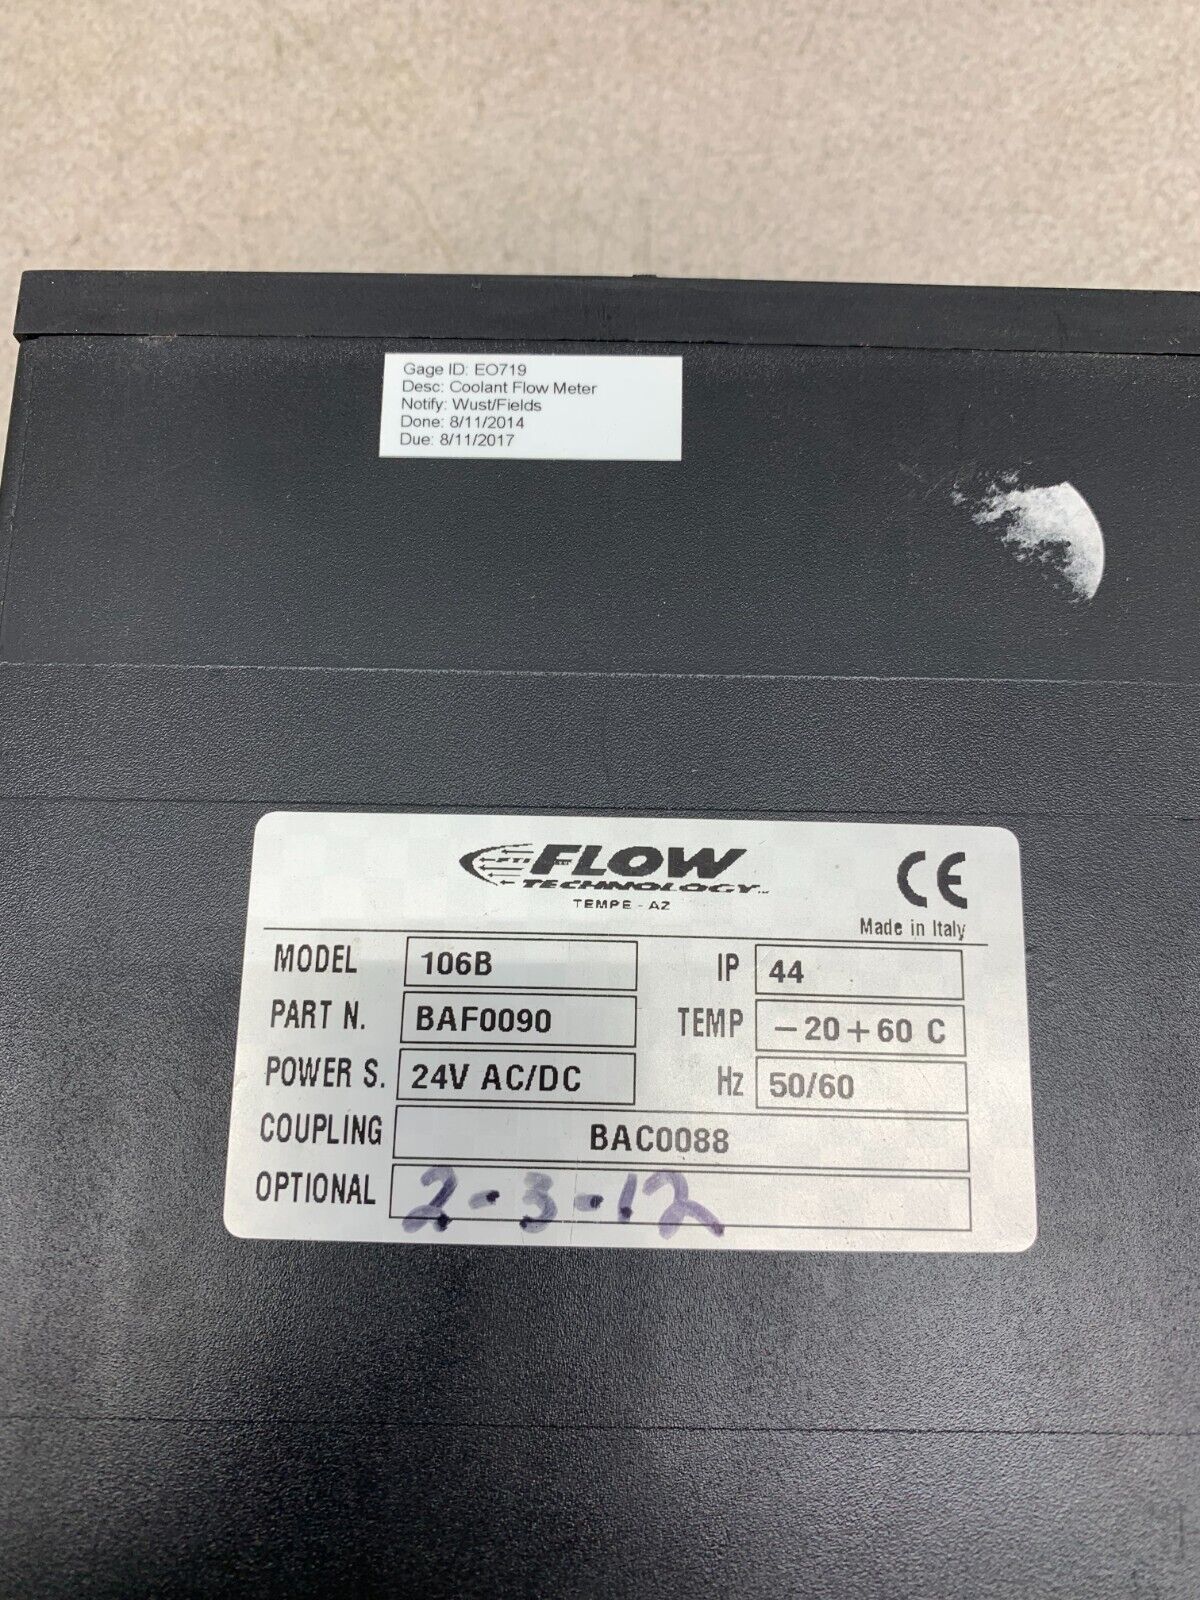 Gage ID: EO719
Desc: Coolant Flow Meter
Notify: Wust/Fields
Done: 8/11/2014
Due: 8/11/2017
FTI FLOW
TECHNOLOGY
TEMPE - AZ
CE
Made in Italy
MODEL 106B IP 44
PART N. BAF0090 TEMP -20+60 C
POWER S. 24V AC/DC Hz 50/60
COUPLING BAC0088
OPTIONAL 2-3-12